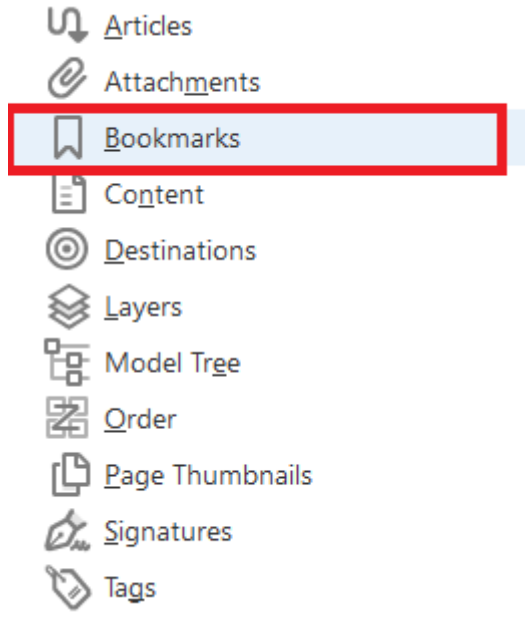 Articles
Attachments
Bookmarks
Content
Destinations
Layers
Model Tree
Order
Page Thumbnails
Signatures
Tags